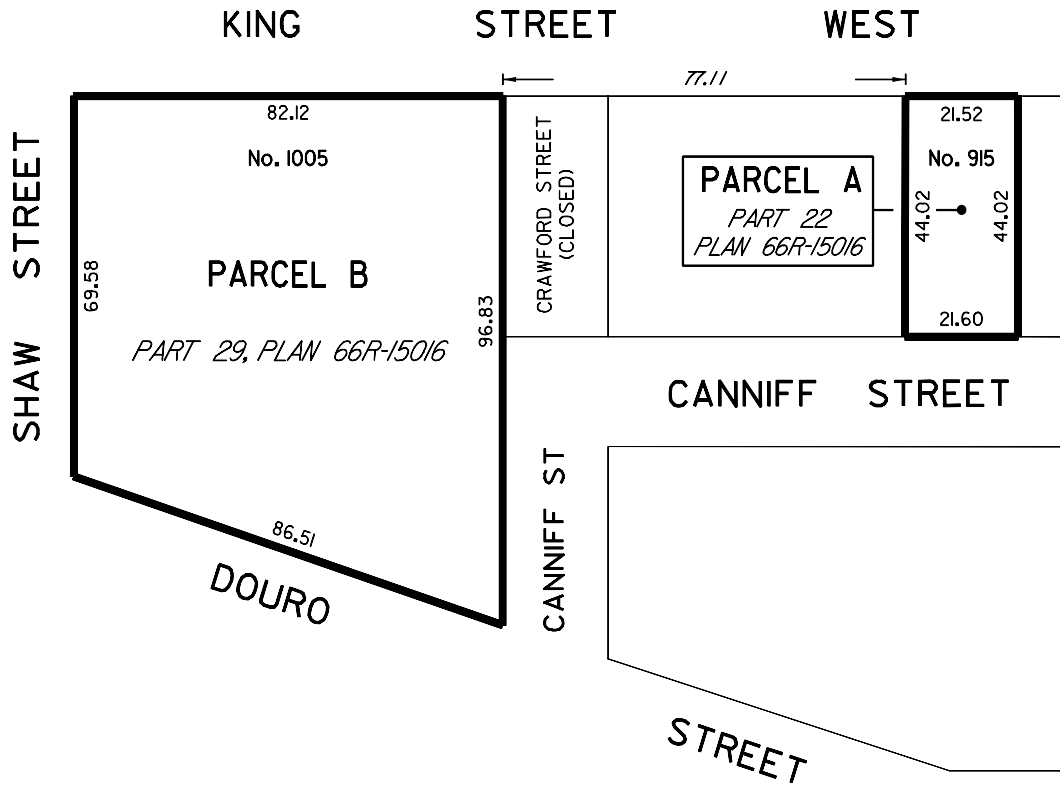 KING STREET WEST
77.11
82.12
21.52
No. 1005
No. 915
SHAW STREET
CRAWFORD STREET
(CLOSED)
PARCEL A
PART 22
PLAN 66R-15016
44.02
44.02
69.58
PARCEL B
96.83
21.60
PART 29, PLAN 66R-15016
CANNIFF STREET
CANNIFF ST
86.51
DOURO STREET